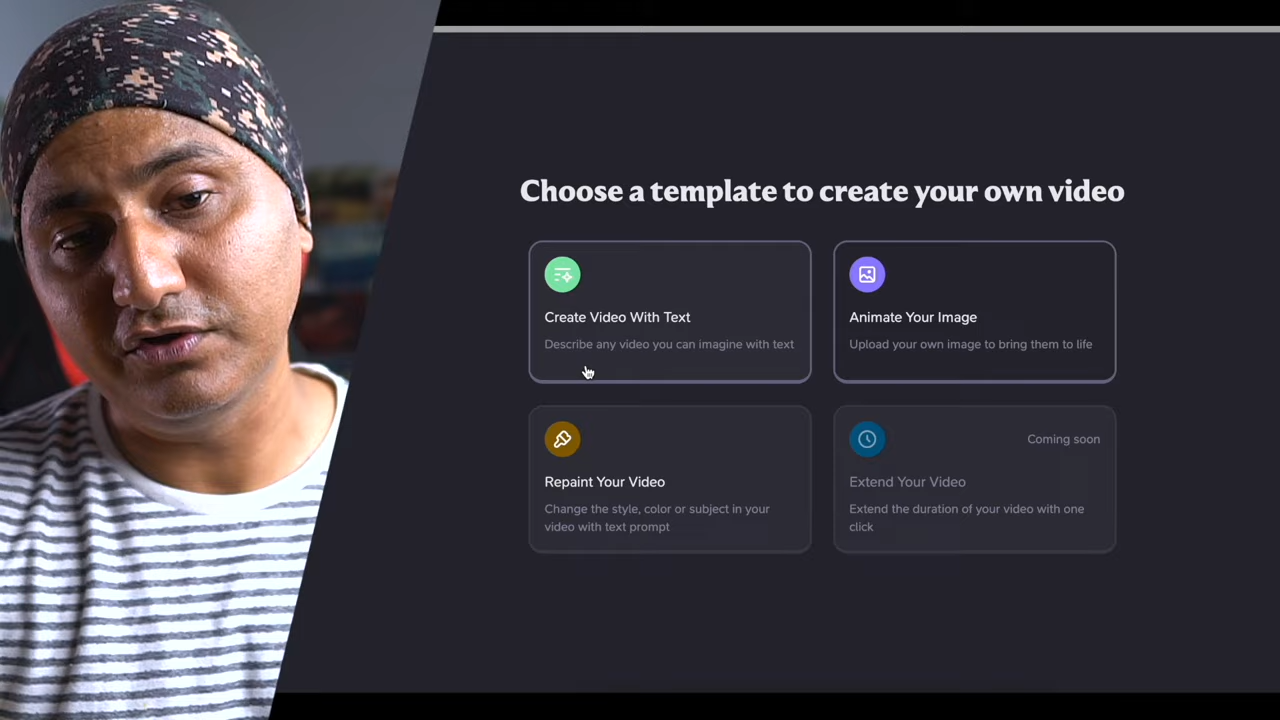 Choose a template to create your own video
Create Video With Text
Describe any video you can imagine with text
Animate Your Image
Upload your own image to bring them to life
Repaint Your Video
Change the style, color or subject in your
video with text prompt
Coming soon
Extend Your Video
Extend the duration of your video with one
click